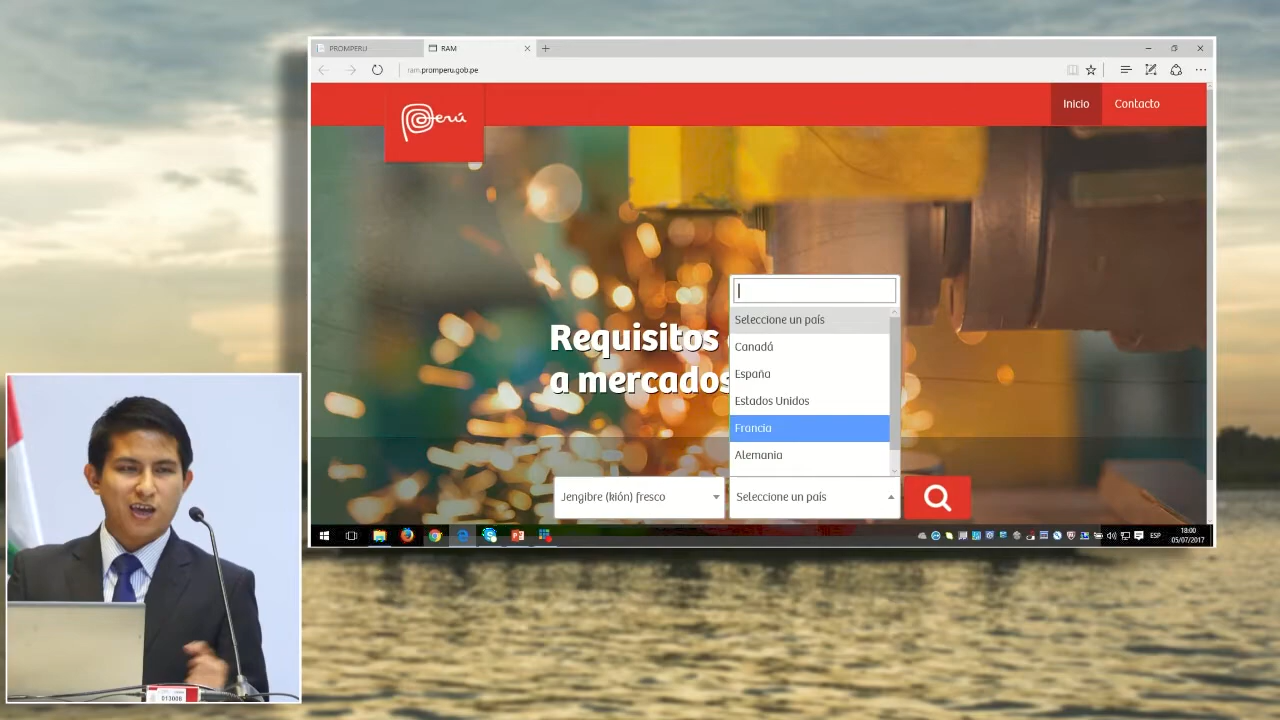 PROMPERU
RAM
ram.promperu.gob.pe
Perú
Inicio
Contacto
Requisitos
a mercados
Seleccione un país
Canadá
España
Estados Unidos
Francia
Alemania
Jengibre (kión) fresco
Seleccione un país
ESP
18:00
05/07/2017
013006